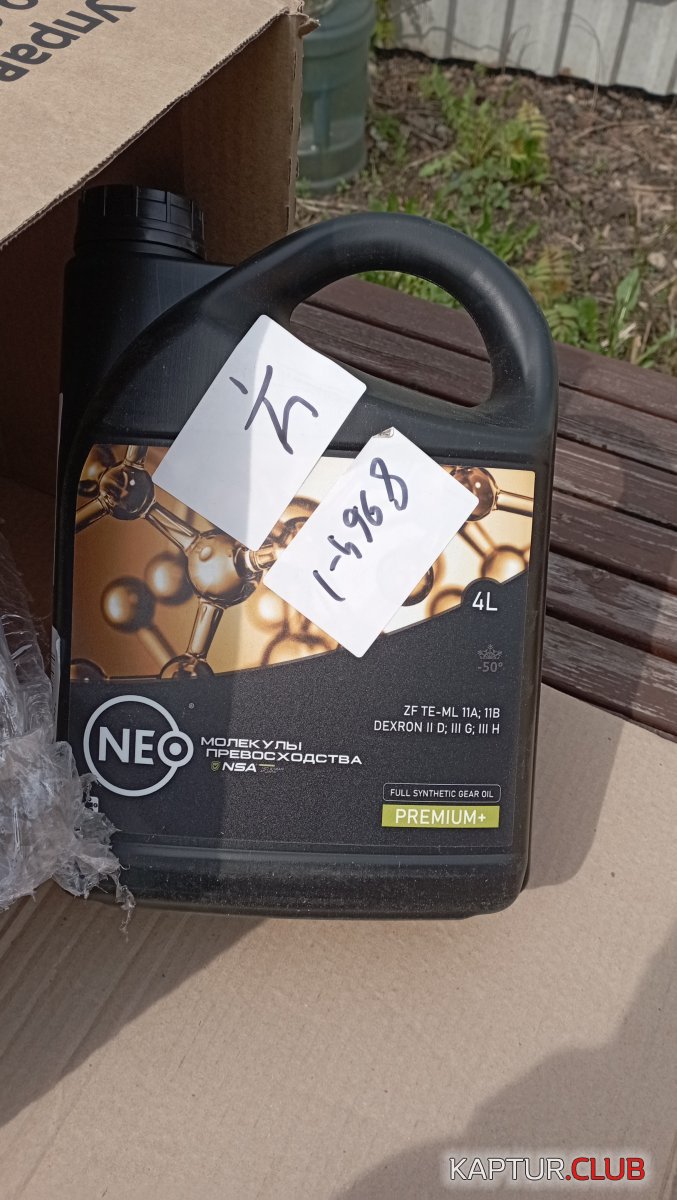 Управ
1-4968
4L
-50°
ZF TE-ML 11A; 11B
DEXRON II D; III G; III H
NEO
МОЛЕКУЛЫ
ПРЕВОСХОДСТВА
NSA
FULL SYNTHETIC GEAR OIL
PREMIUM+
KAPTUR.CLUB